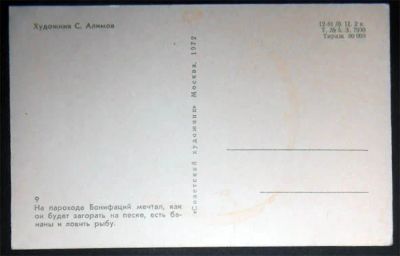 Художник С. Алимов
Тираж 80 000
«Советский художник» Москва, 1972
9
На пароходе Бонифаций мечтал, как
он будет загорать на песке, есть ба-
наны и ловить рыбу.